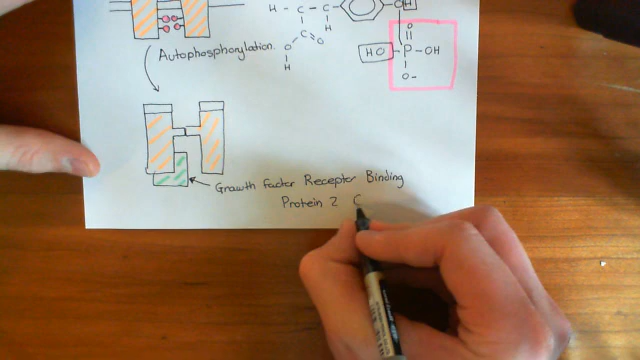 H - C - C -
OH
H
C
O
O
H
O
HO - P - OH
O-
Autophosphorylation.
Growth Factor Receptor Binding
Protein 2 C